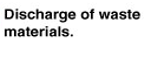 Discharge of waste
materials.